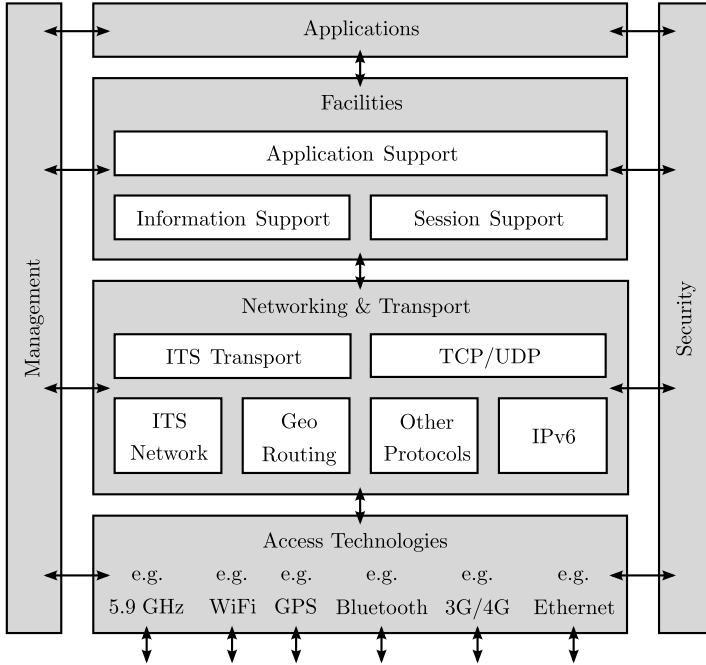 Applications
Facilities
Application Support
Information Support
Session Support
Management
Security
Networking & Transport
ITS Transport
TCP/UDP
ITS
Network
Geo
Routing
Other
Protocols
IPv6
Access Technologies
e.g. e.g. e.g. e.g. e.g. e.g.
5.9 GHz WiFi GPS Bluetooth 3G/4G Ethernet